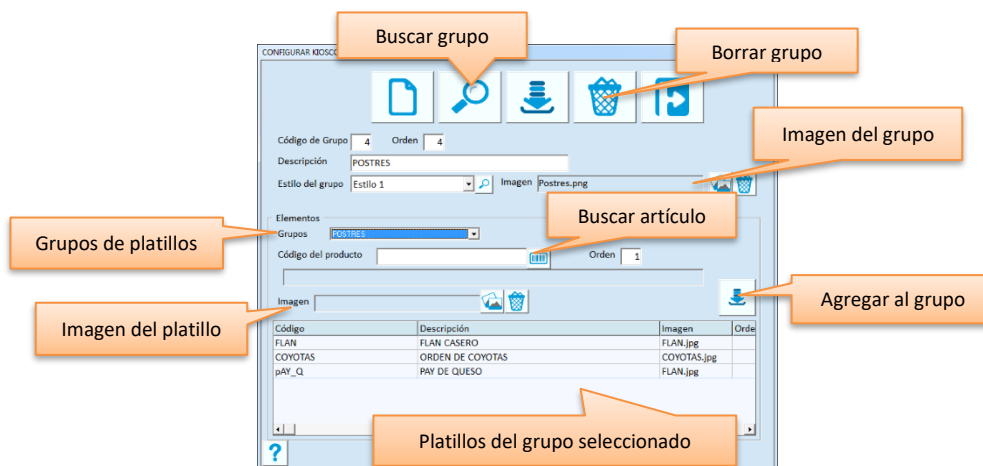 Buscar grupo
Borrar grupo
CONFIGURAR KIOSCO
Código de Grupo 4 Orden 4
Imagen del grupo
Descripción POSTRES
Estilo del grupo Estilo 1 Imagen Postres.png
Buscar artículo
Elementos
Grupos de platillos
Grupos POSTRES
Código del producto Orden 1
Agregar al grupo
Imagen
Imagen del platillo
Código Descripción Imagen Orde
FLAN FLAN CASERO FLAN.jpg
COYOTAS ORDEN DE COYOTAS COYOTAS.jpg
pAY_Q PAY DE QUESO FLAN.jpg
Platillos del grupo seleccionado
?